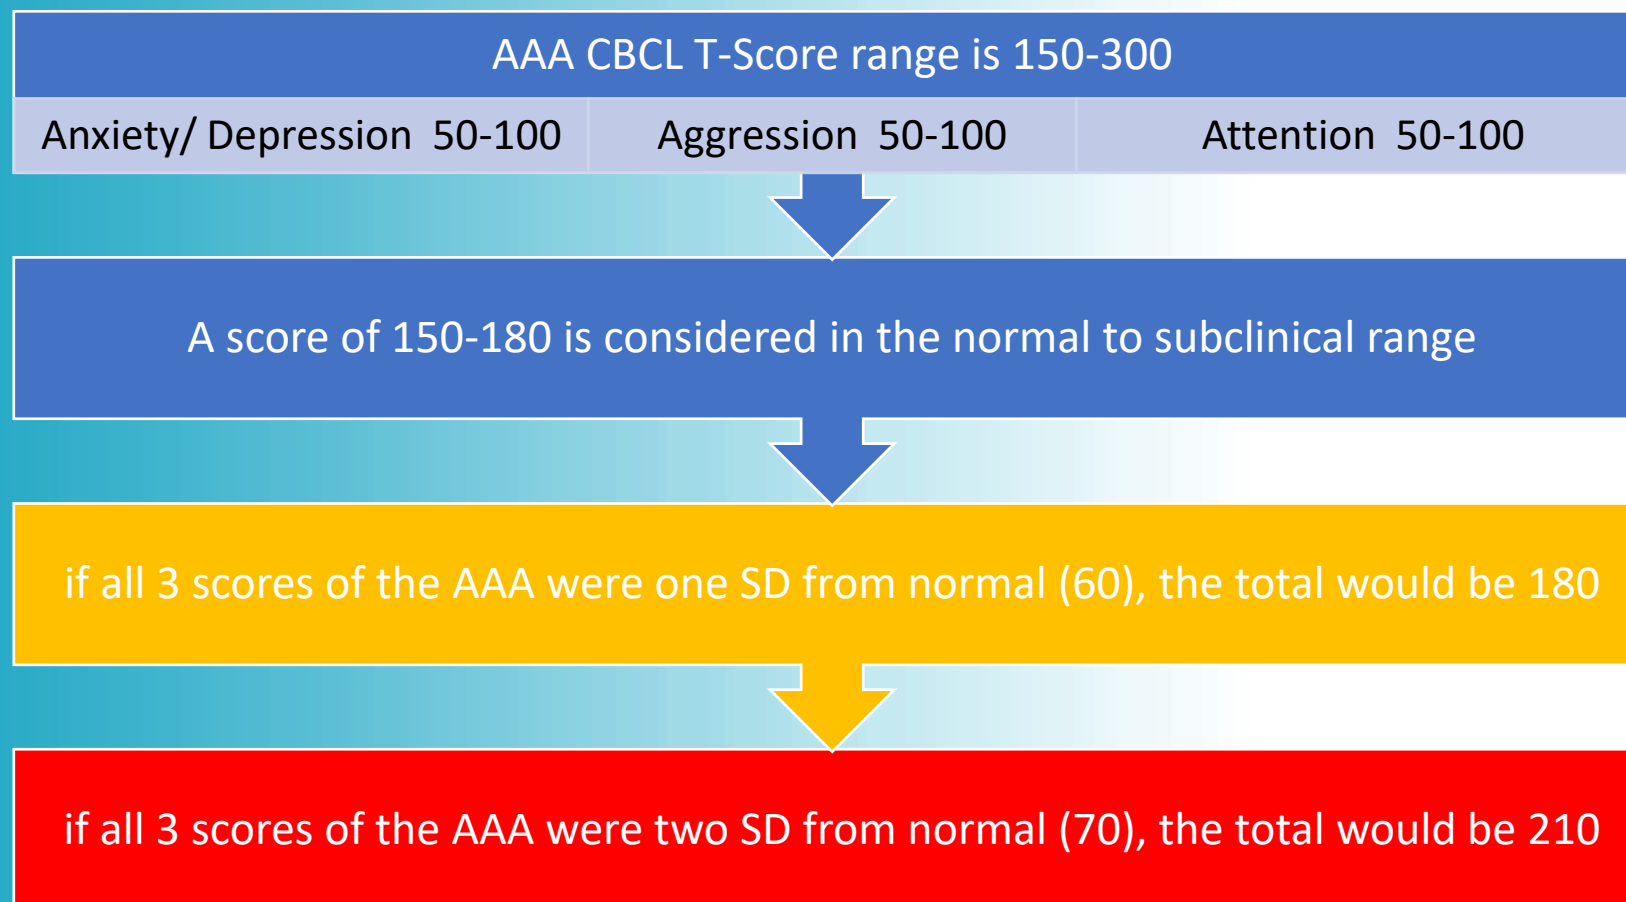 AAA CBCL T-Score range is 150-300
Anxiety/ Depression 50-100 Aggression 50-100 Attention 50-100
A score of 150-180 is considered in the normal to subclinical range
if all 3 scores of the AAA were one SD from normal (60), the total would be 180
if all 3 scores of the AAA were two SD from normal (70), the total would be 210